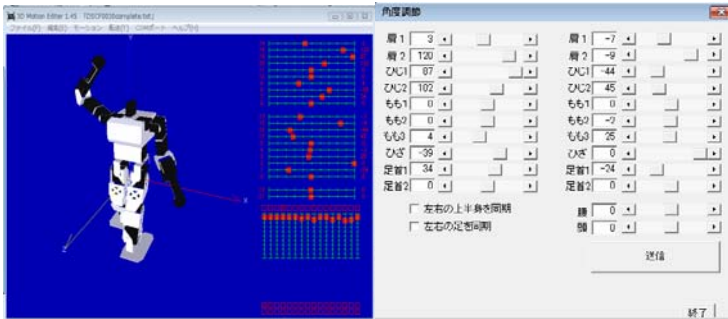 3D Motion Editer 1.45
ファイル(F) 編集(E) モーション 転送(T) COMポート ヘルプ(H)
角度調節
肩1 3 肩1 -7
肩2 120 肩2 -9
ひじ1 87 ひじ1 -44
ひじ2 102 ひじ2 45
もも1 0 もも1 0
もも2 0 もも2 -2
もも3 4 もも3 25
ひざ -39 ひざ 0
足首1 34 足首1 -24
足首2 0 足首2 0
左右の上半身を同期 腰 0
左右の足を同期 頭 0
送信
終了